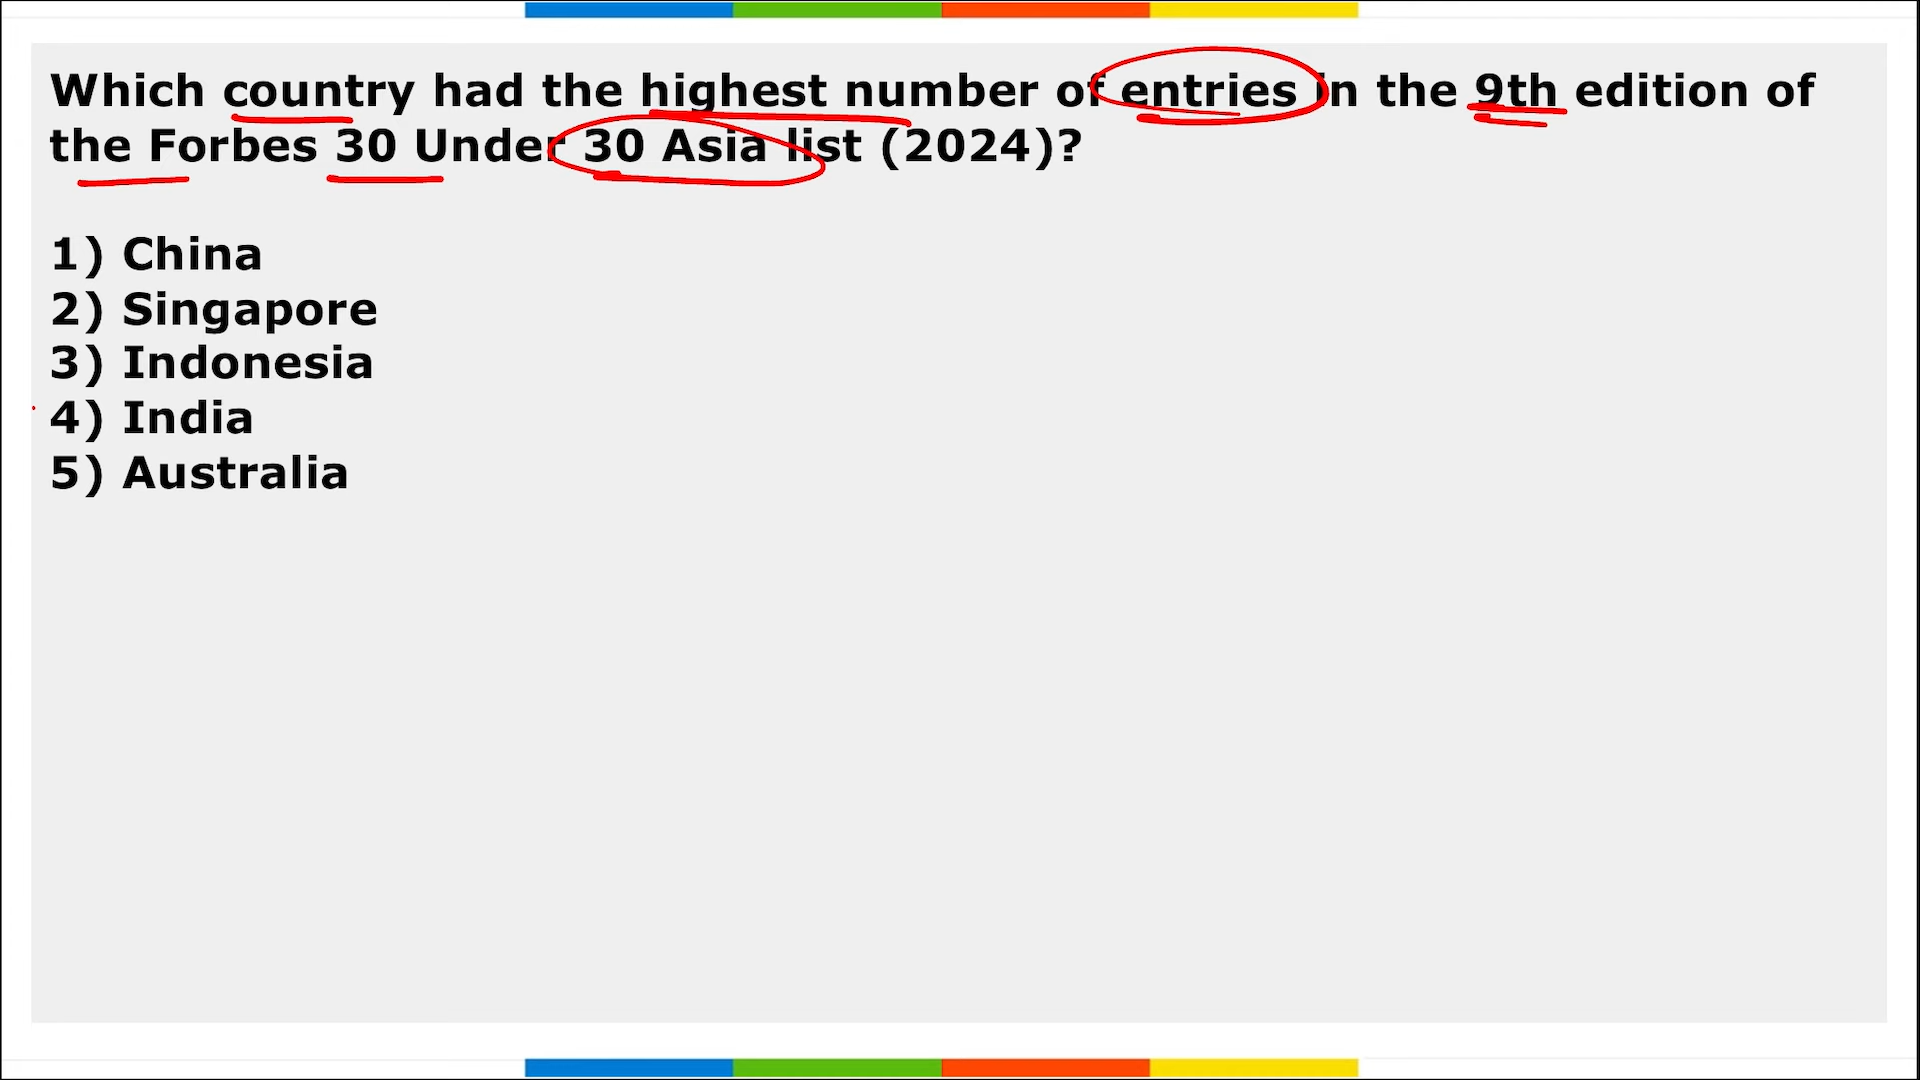 Which country had the highest number of entries in the 9th edition of
the Forbes 30 Under 30 Asia list (2024)?
1) China
2) Singapore
3) Indonesia
4) India
5) Australia